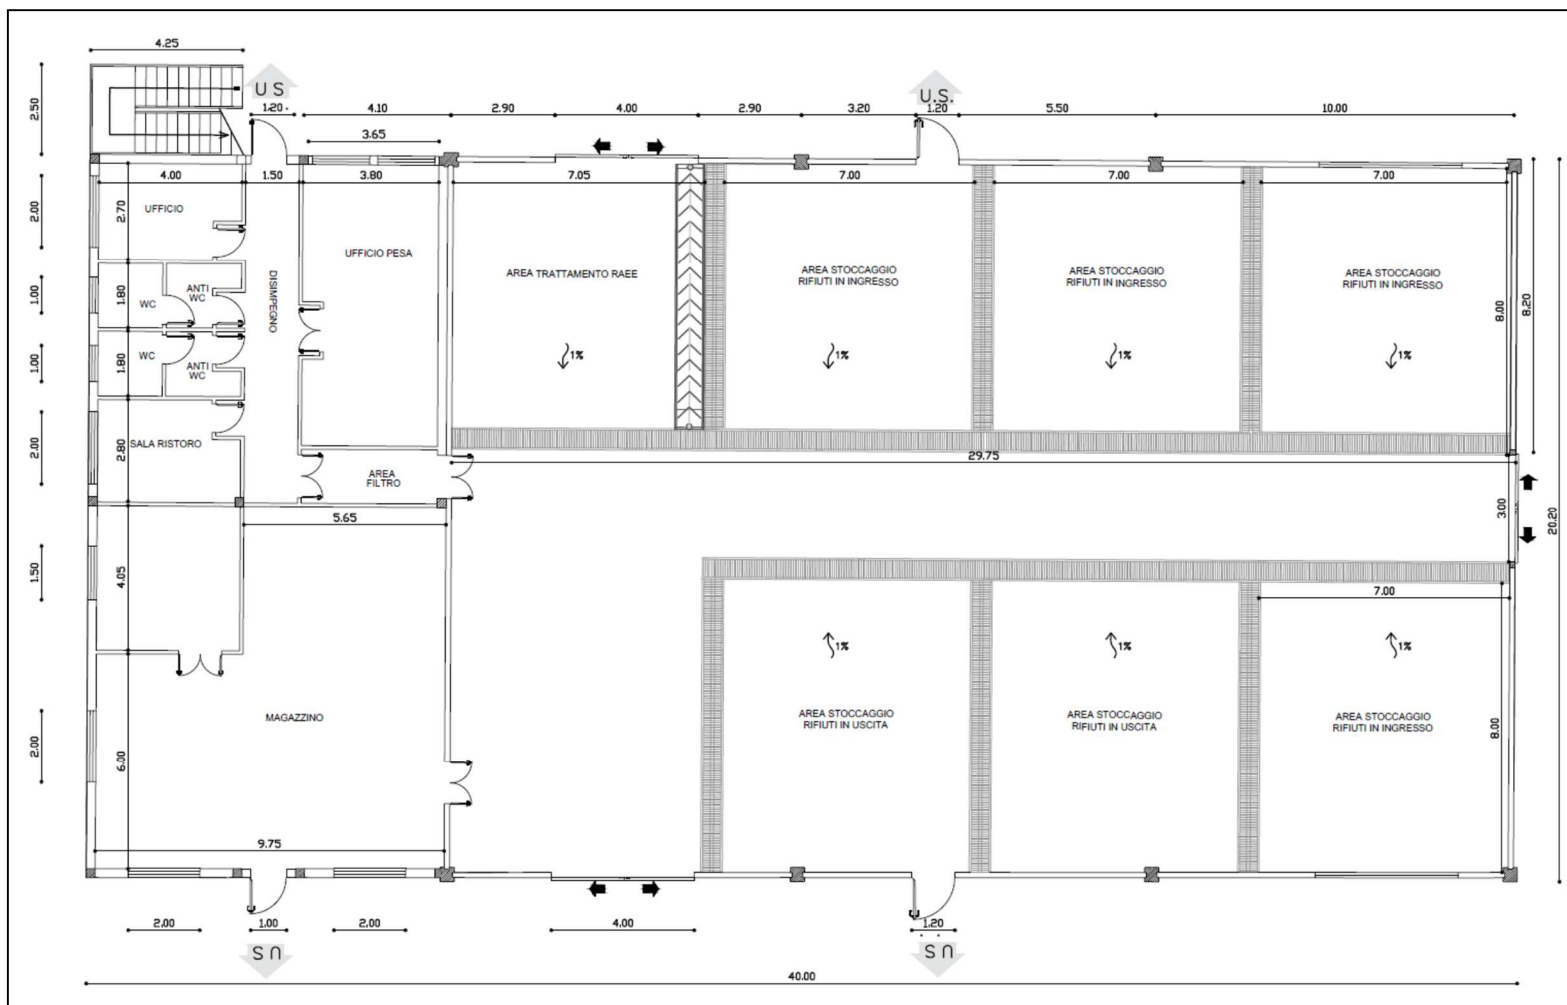 4.25
U S
U.S.
1.20
4.10
2.90
4.00
2.90
3.20
1.20
5.50
10.00
2.50
3.65
4.00
1.50
3.80
7.05
7.00
7.00
7.00
2.00
2.70
UFFICIO
UFFICIO PESA
AREA TRATTAMENTO RAEE
AREA STOCCAGGIO
RIFIUTI IN INGRESSO
AREA STOCCAGGIO
RIFIUTI IN INGRESSO
AREA STOCCAGGIO
RIFIUTI IN INGRESSO
DISIMPEGNO
1.00
1.80
WC
ANTI
WC
8.00
8.20
1.00
1.80
WC
ANTI
WC
1%
1%
1%
1%
2.00
2.80
SALA RISTORO
AREA
FILTRO
29.75
3.00
20.20
5.65
1.50
4.05
7.00
1%
1%
1%
2.00
6.00
MAGAZZINO
AREA STOCCAGGIO
RIFIUTI IN USCITA
AREA STOCCAGGIO
RIFIUTI IN USCITA
AREA STOCCAGGIO
RIFIUTI IN INGRESSO
8.00
9.75
2.00
1.00
2.00
4.00
1.20
U S
U S
40.00